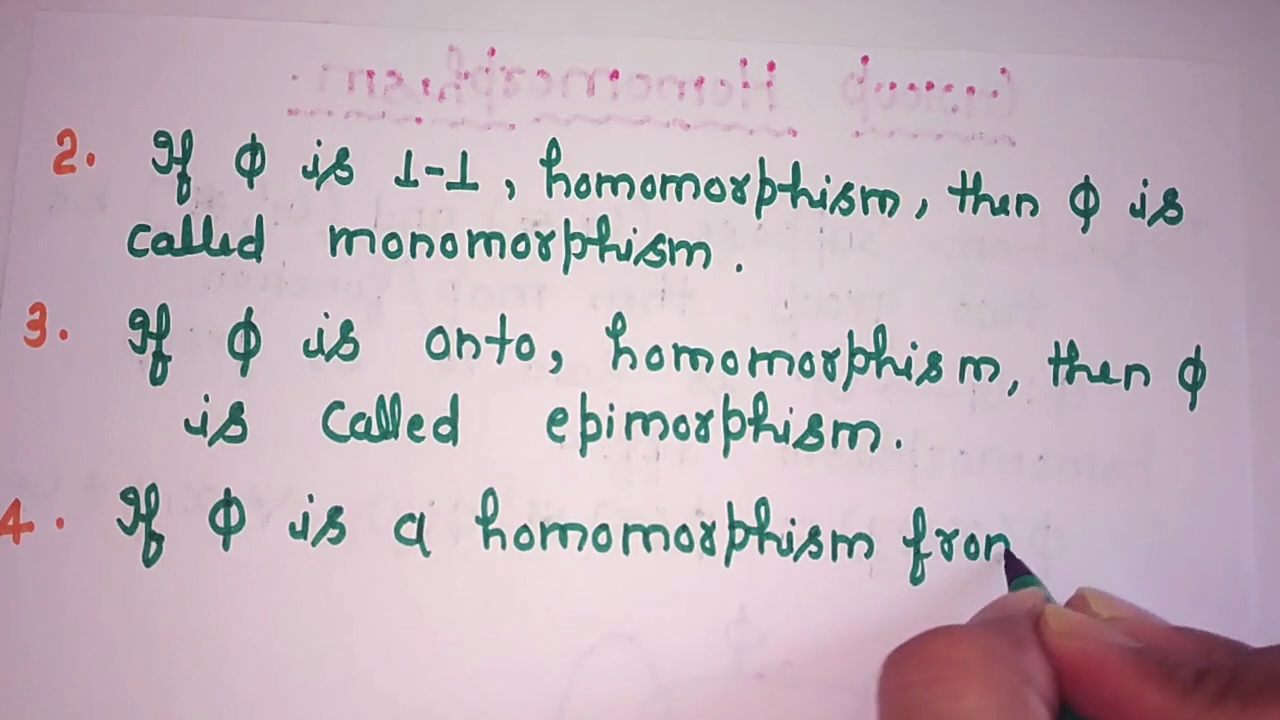 2. If ϕ is 1-1, homomorphism, then ϕ is
called monomorphism.
3. If ϕ is onto, homomorphism, then ϕ
is called epimorphism.
4. If ϕ is a homomorphism from